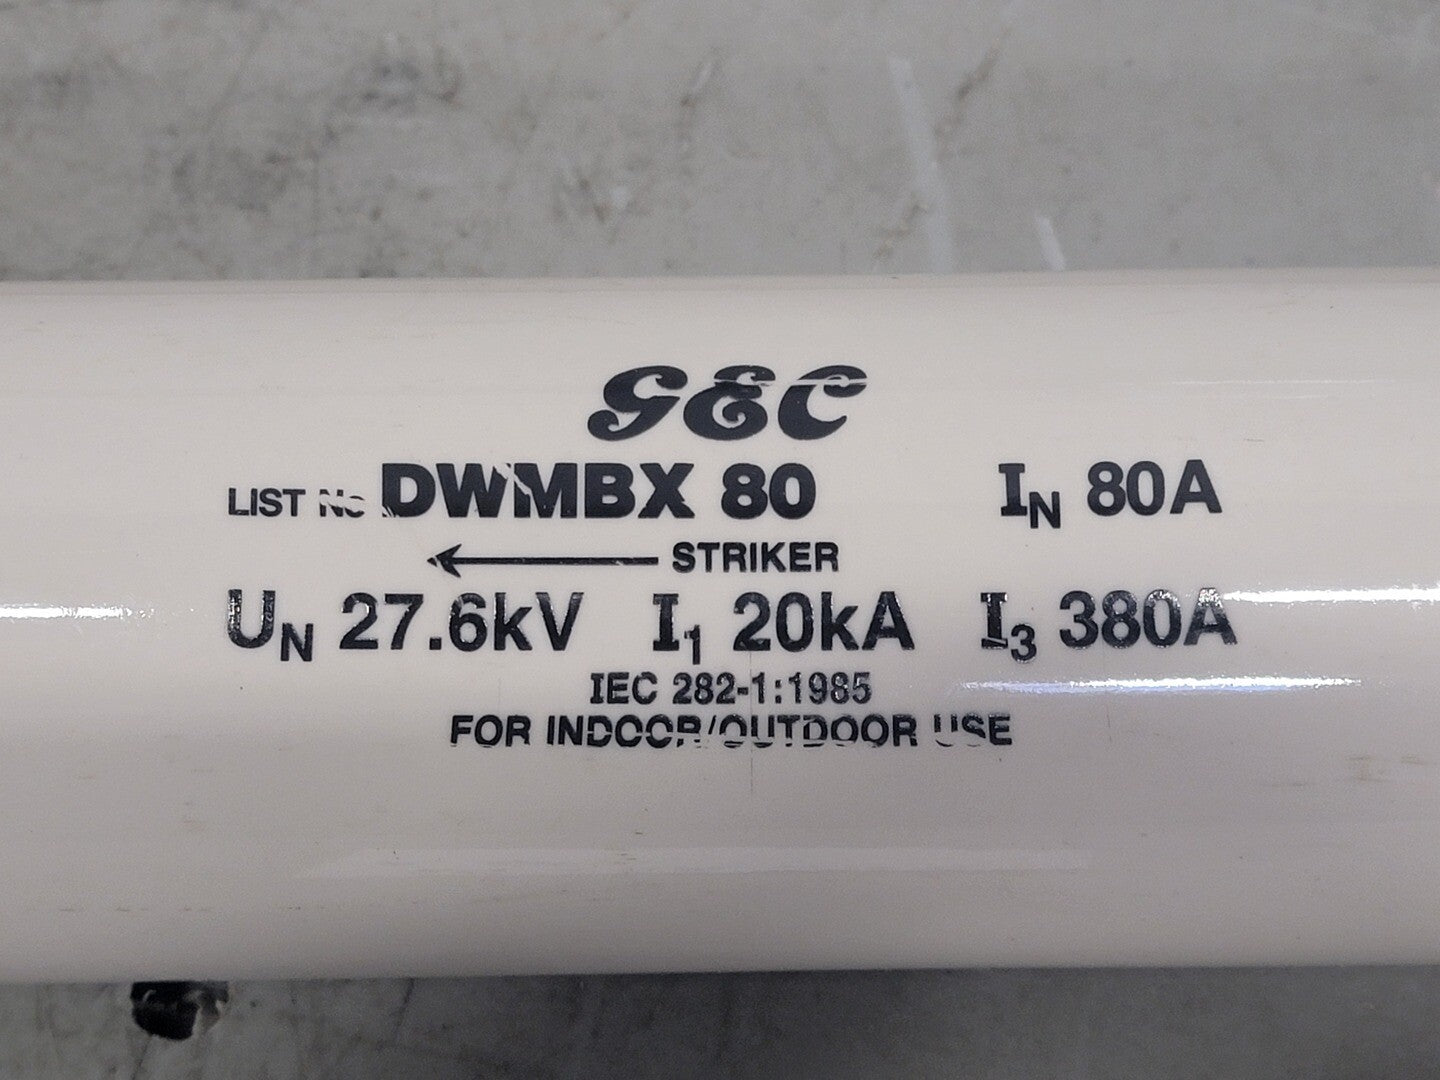 GEC
LIST No. DWMBX 80 IN 80A
STRIKER
UN 27.6kV I1 20kA I3 380A
IEC 282-1:1985
FOR INDOOR/OUTDOOR USE